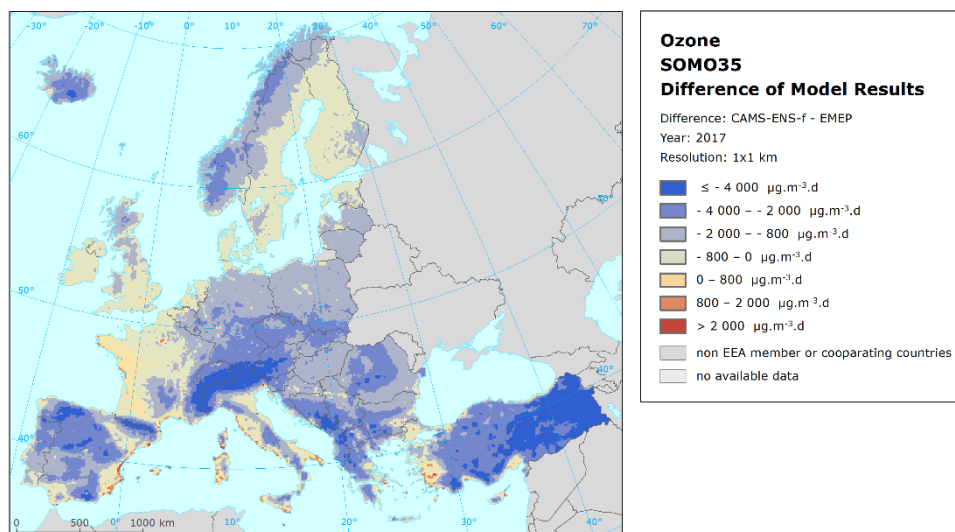 -30° -20° -10° 0° 10° 20° 30° 40° 50° 60° 70°
60°
50°
40°
40°
0 500 1000 km
0° 10° 20° 30° 40°
Ozone
SOMO35
Difference of Model Results
Difference: CAMS-ENS-f - EMEP
Year: 2017
Resolution: 1x1 km
≤ - 4 000 µg.m-³.d
- 4 000 – - 2 000 µg.m-³.d
- 2 000 – - 800 µg.m-³.d
- 800 – 0 µg.m-³.d
0 – 800 µg.m-³.d
800 – 2 000 µg.m-³.d
> 2 000 µg.m-³.d
non EEA member or cooparating countries
no available data